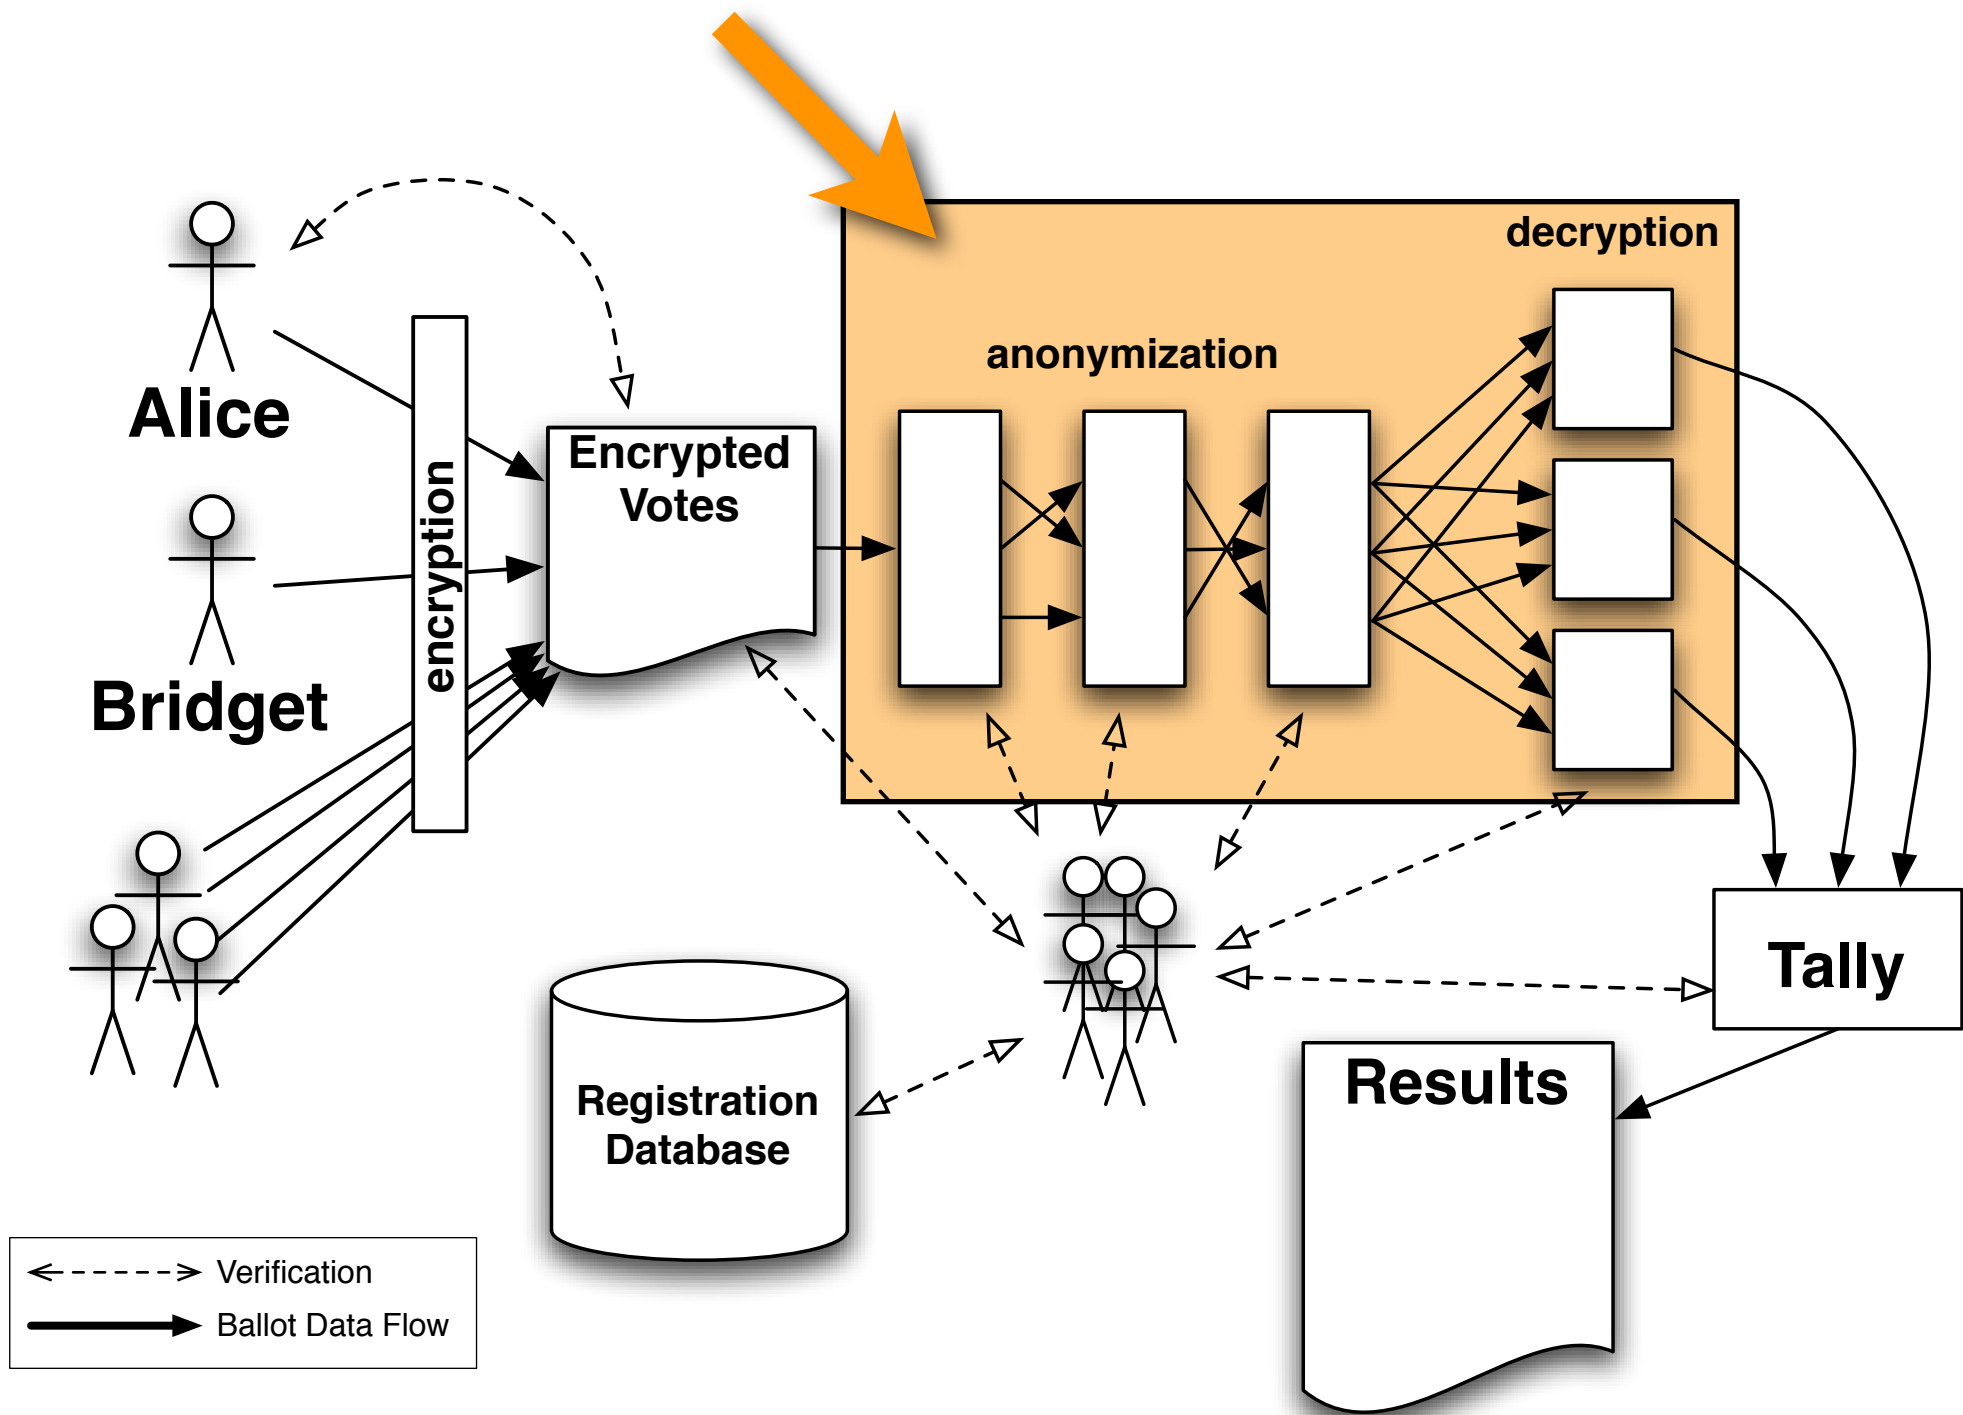 decryption
anonymization
Alice
encryption
Encrypted
Votes
Bridget
Tally
Registration
Database
Results
Verification
Ballot Data Flow